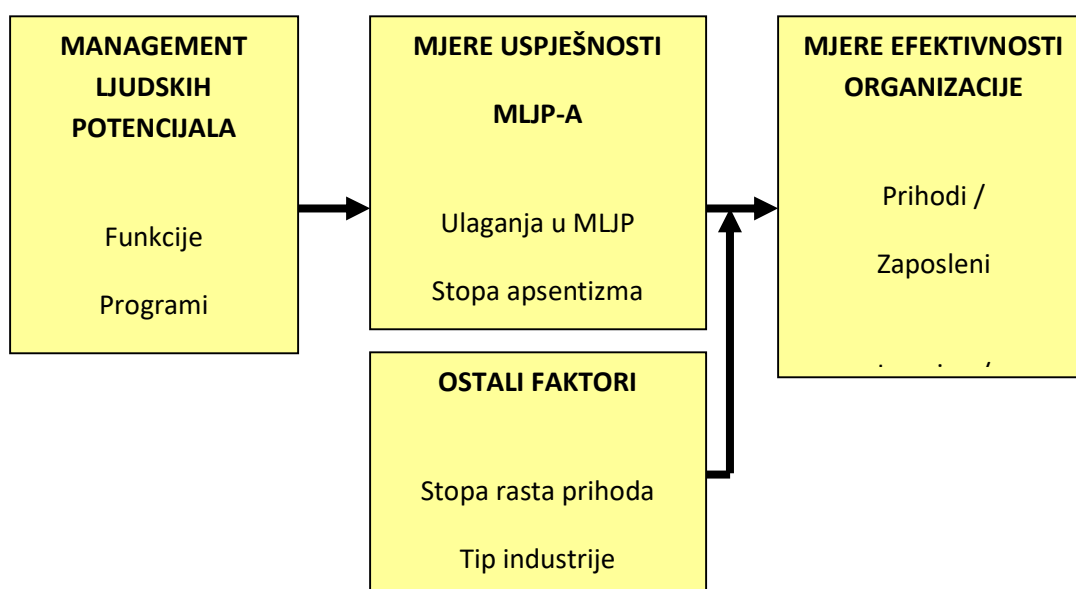 MANAGEMENT
LJUDSKIH
POTENCIJALA
Funkcije
Programi
MJERE USPJEŠNOSTI
MLJP-A
Ulaganja u MLJP
Stopa apsentizma
MJERE EFEKTIVNOSTI
ORGANIZACIJE
Prihodi /
Zaposleni
OSTALI FAKTORI
Stopa rasta prihoda
Tip industrije